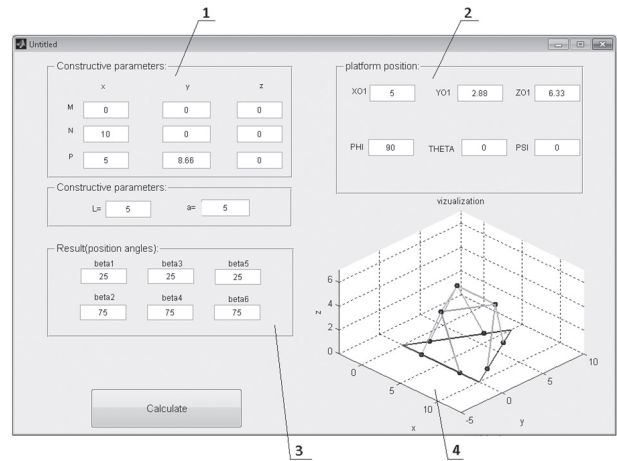 1
2
Untitled
Constructive parameters:
x y z
M 0 0 0
N 10 0 0
P 5 8.66 0
Constructive parameters:
L= 5 a= 5
Result(position angles):
beta1 beta3 beta5
25 25 25
beta2 beta4 beta6
75 75 75
Calculate
platform position:
XO1 5 YO1 2.88 ZO1 6.33
PHI 90 THETA 0 PSI 0
vizualization
z
6
4
2
0
0
5
10
x
-5
0
5
10
y
3
4